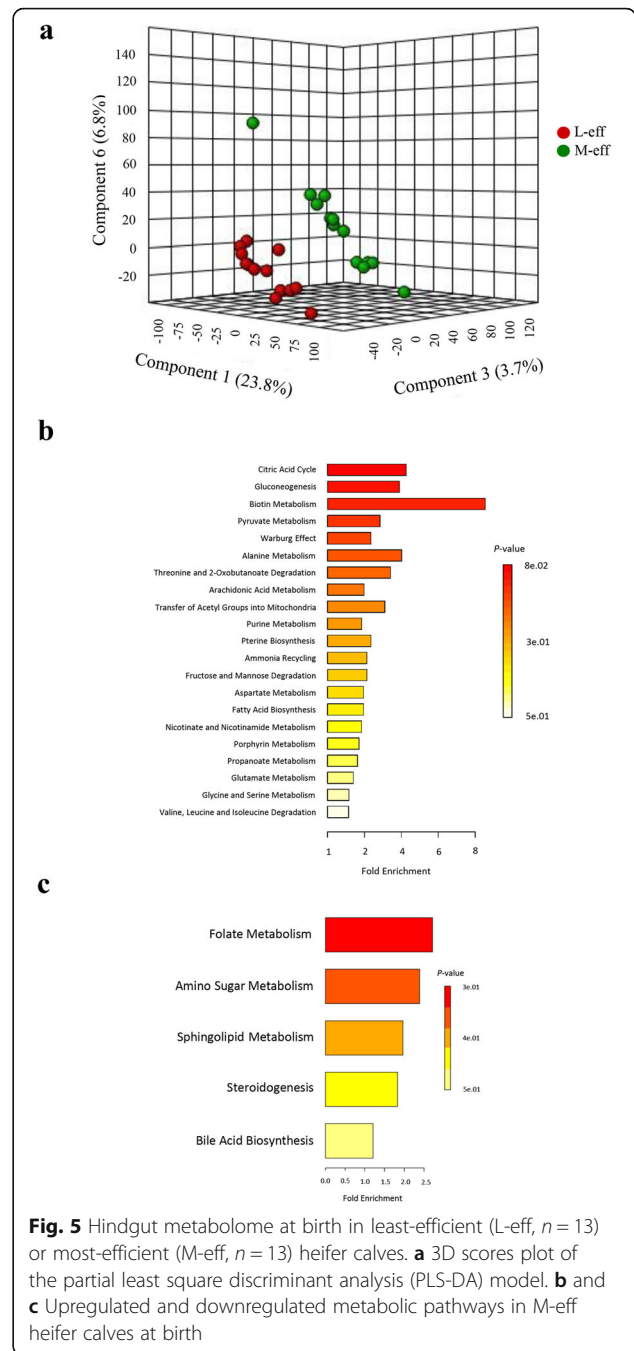 a
140
120
100
80
60
40
20
0
-20
Component 6 (6.8%)
L-eff
M-eff
-100
-75
-50
-25
0
25
50
75
100
Component 1 (23.8%)
-40
-20
0
20
40
60
80
100
120
Component 3 (3.7%)
b
Citric Acid Cycle
Gluconeogenesis
Biotin Metabolism
Pyruvate Metabolism
Warburg Effect
Alanine Metabolism
Threonine and 2-Oxobutanoate Degradation
Arachidonic Acid Metabolism
Transfer of Acetyl Groups into Mitochondria
Purine Metabolism
Pterine Biosynthesis
Ammonia Recycling
Fructose and Mannose Degradation
Aspartate Metabolism
Fatty Acid Biosynthesis
Nicotinate and Nicotinamide Metabolism
Porphyrin Metabolism
Propanoate Metabolism
Glutamate Metabolism
Glycine and Serine Metabolism
Valine, Leucine and Isoleucine Degradation
1 2 4 6 8
Fold Enrichment
P-value
8e.02
3e.01
5e.01
c
Folate Metabolism
Amino Sugar Metabolism
Sphingolipid Metabolism
Steroidogenesis
Bile Acid Biosynthesis
0.0 0.5 1.0 1.5 2.0 2.5
Fold Enrichment
P-value
3e.01
4e.01
5e.01
Fig. 5 Hindgut metabolome at birth in least-efficient (L-eff, n = 13)
or most-efficient (M-eff, n = 13) heifer calves. a 3D scores plot of
the partial least square discriminant analysis (PLS-DA) model. b and
c Upregulated and downregulated metabolic pathways in M-eff
heifer calves at birth